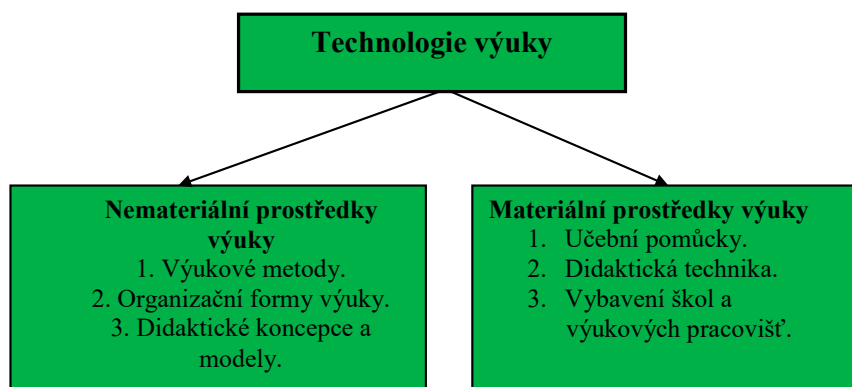 Technologie výuky
Nemateriální prostředky
výuky
1. Výukové metody.
2. Organizační formy výuky.
3. Didaktické koncepce a
modely.
Materiální prostředky výuky
1. Učební pomůcky.
2. Didaktická technika.
3. Vybavení škol a
výukových pracovišť.